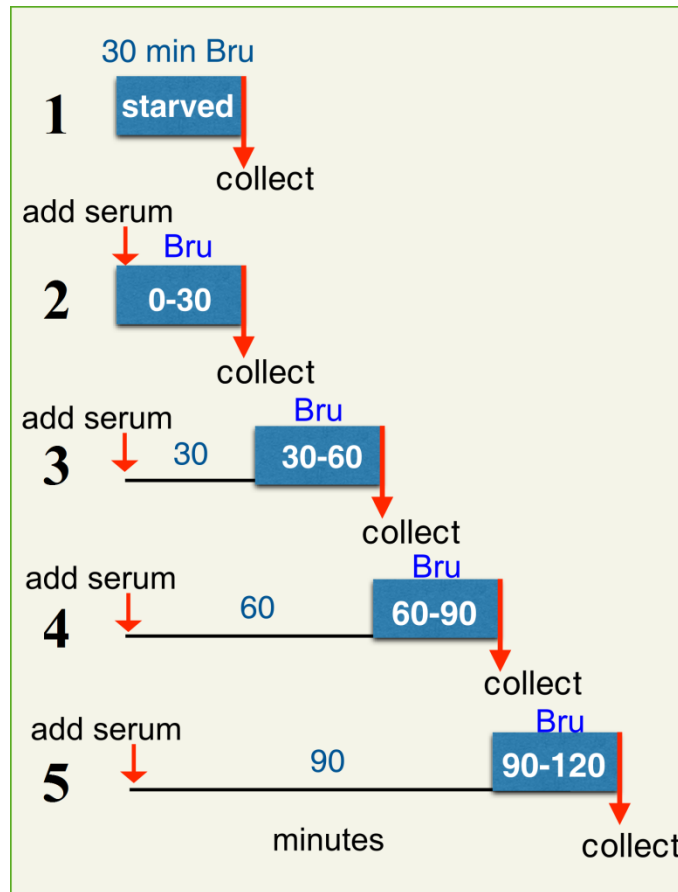 30 min Bru
1
starved
collect
add serum
Bru
2
0-30
collect
add serum
Bru
3
30
30-60
collect
add serum
Bru
4
60
60-90
collect
add serum
Bru
5
90
90-120
minutes
collect